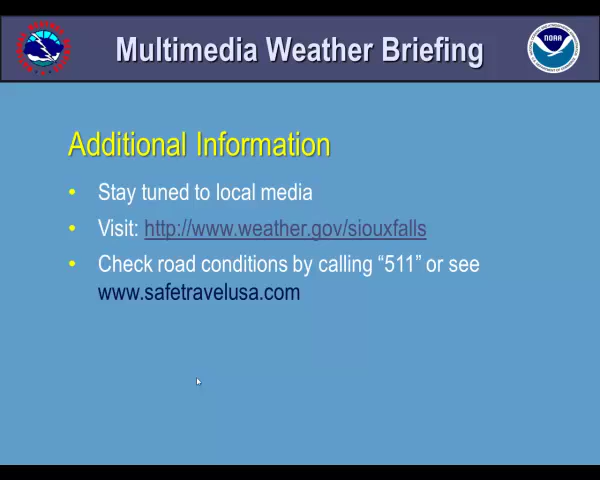 Multimedia Weather Briefing
NOAA
Additional Information
• Stay tuned to local media
• Visit: http://www.weather.gov/siouxfalls
• Check road conditions by calling “511” or see
www.safetravelusa.com